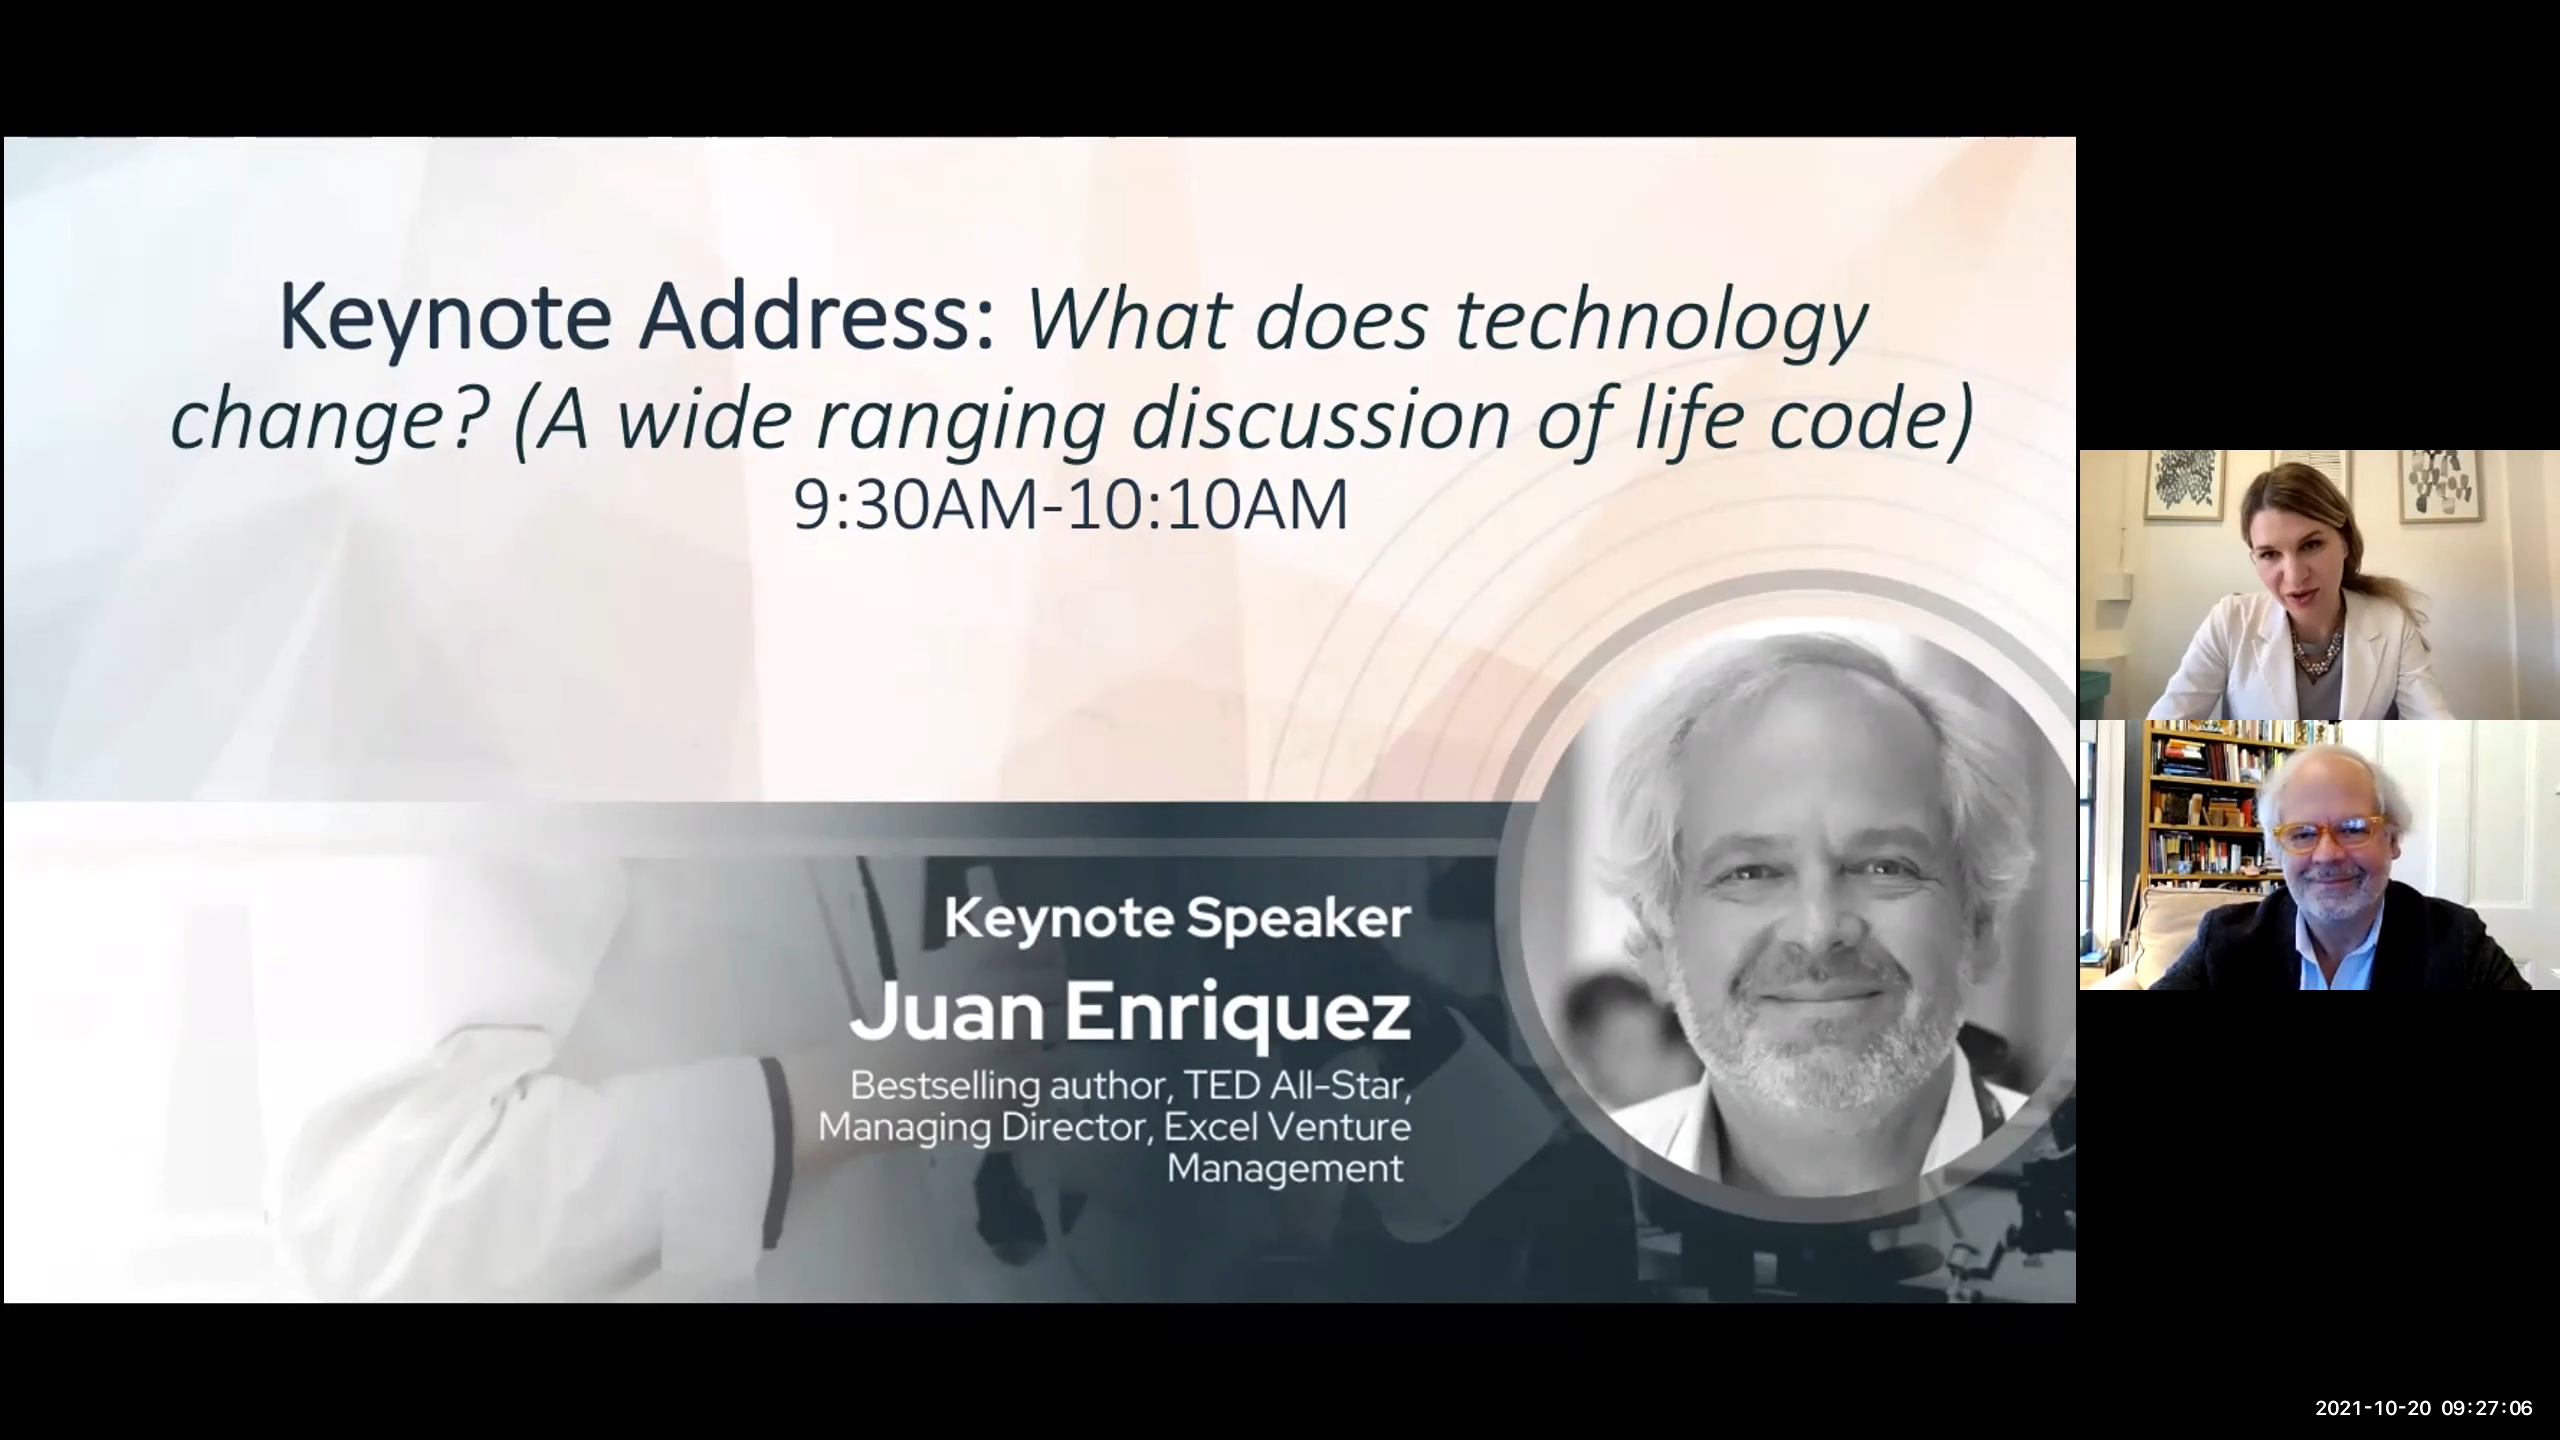 Keynote Address: What does technology
change? (A wide ranging discussion of life code)
9:30AM-10:10AM
Keynote Speaker
Juan Enriquez
Bestselling author, TED All-Star,
Managing Director, Excel Venture
Management
2021-10-20 09:27:06